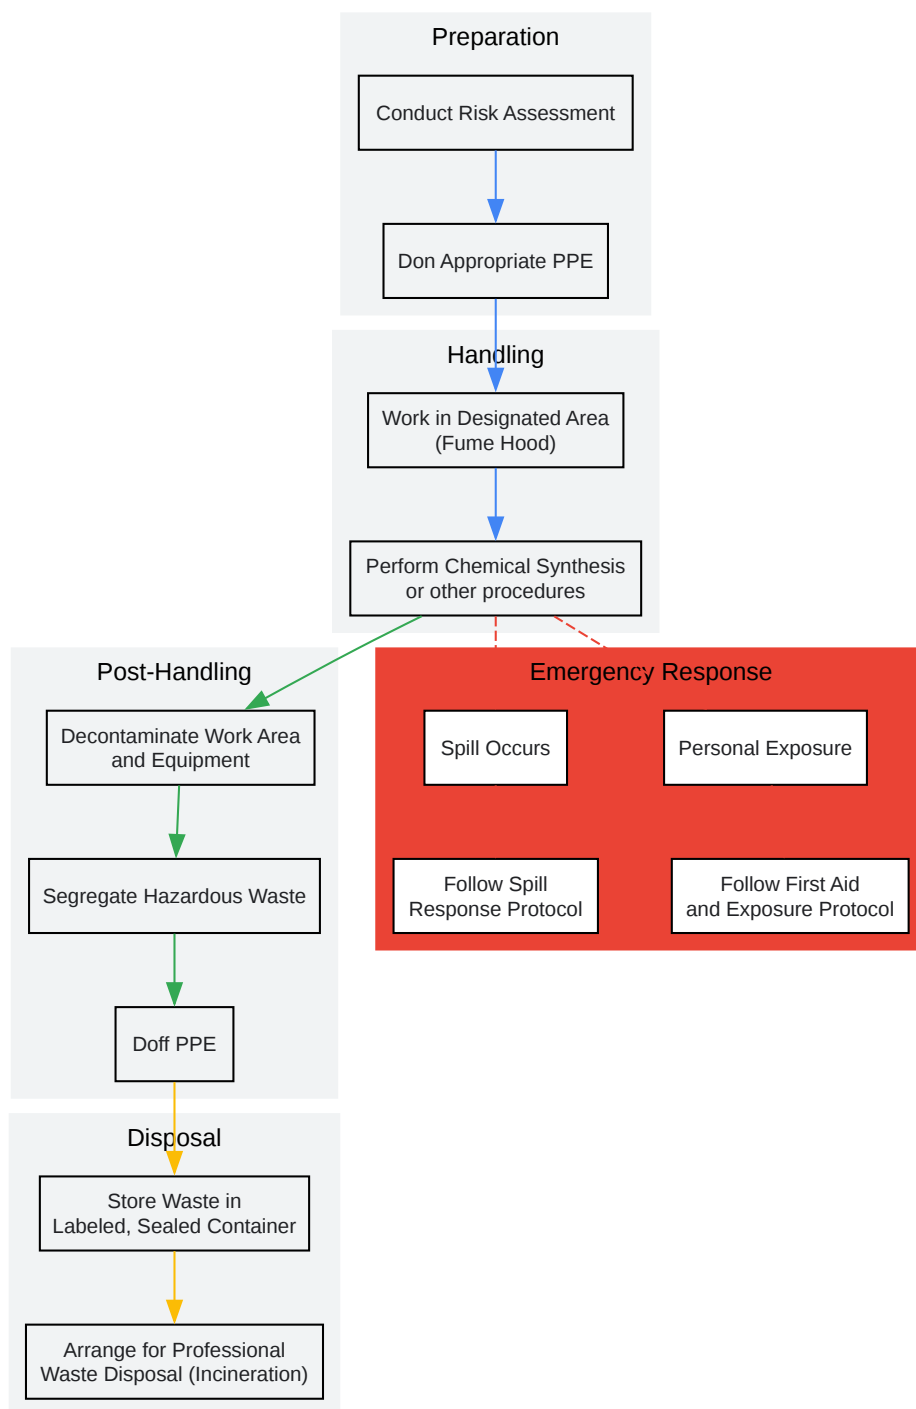 Preparation
Conduct Risk Assessment
Don Appropriate PPE
Handling
Work in Designated Area
(Fume Hood)
Perform Chemical Synthesis
or other procedures
Post-Handling
Decontaminate Work Area
and Equipment
Segregate Hazardous Waste
Doff PPE
Emergency Response
Spill Occurs
Personal Exposure
Follow Spill
Response Protocol
Follow First Aid
and Exposure Protocol
Disposal
Store Waste in
Labeled, Sealed Container
Arrange for Professional
Waste Disposal (Incineration)